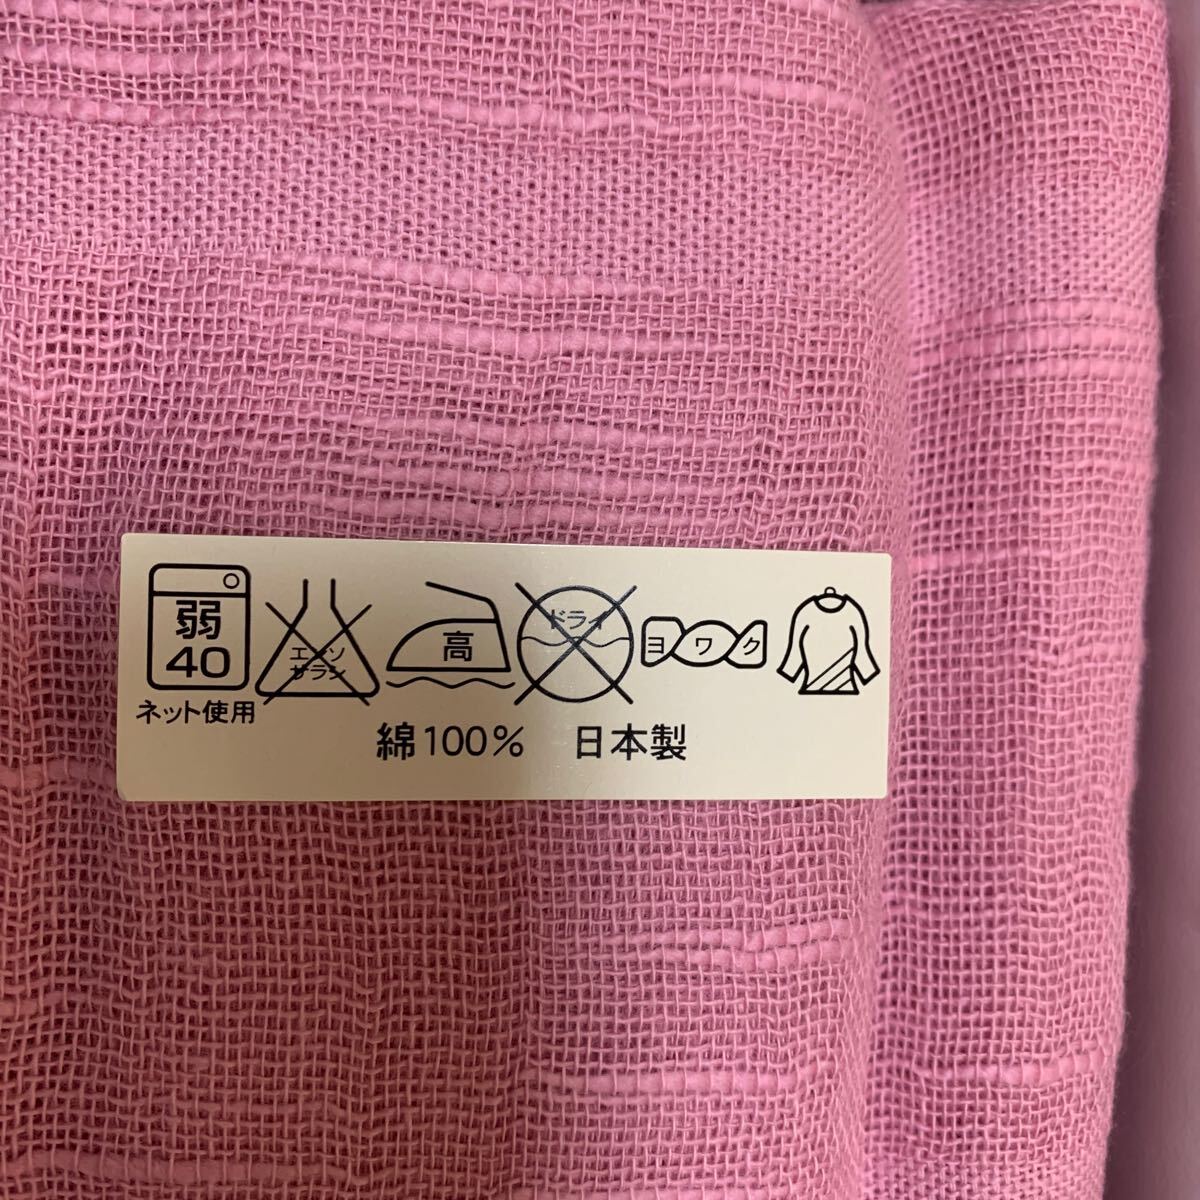 弱
40
エンソ
サラシ
高
ドライ
ヨワク
ネット使用
綿100% 日本製